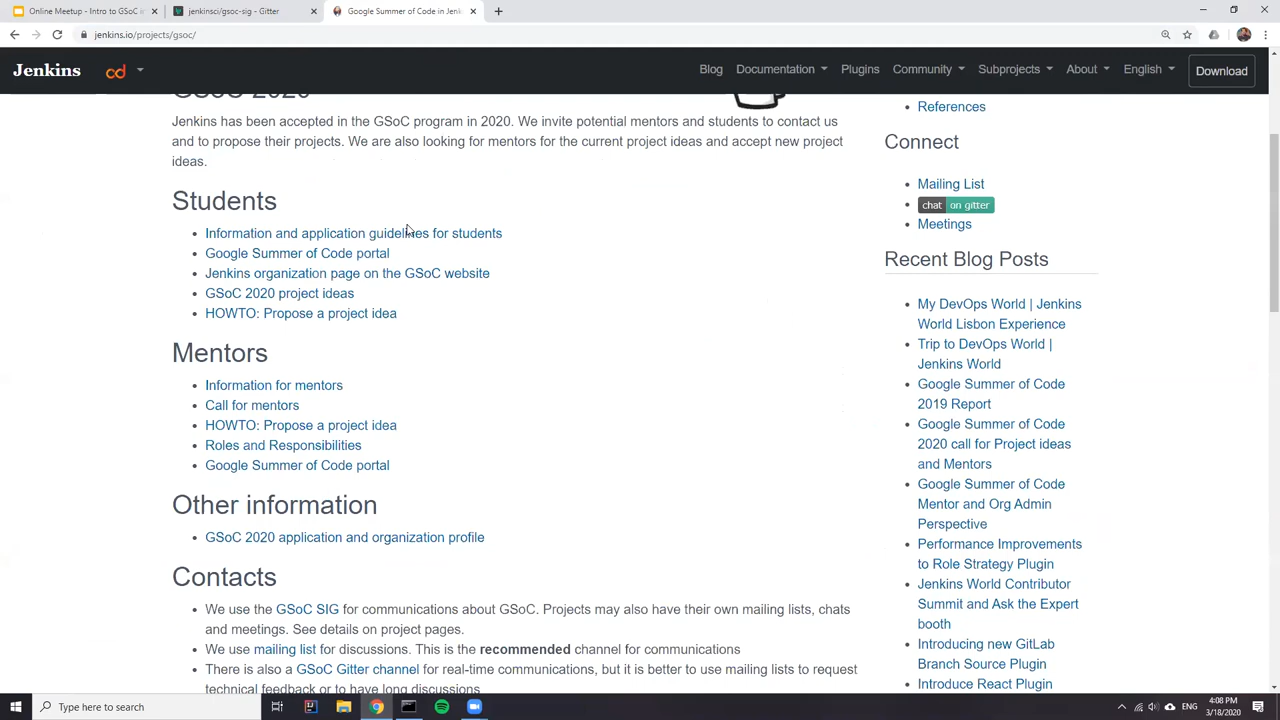 Online Meetup - Intro to GSoC i
jenkinsci/gsoc-sig - Gitter
Google Summer of Code in Jenk
jenkins.io/projects/gsoc/
Jenkins
cd
Blog
Documentation
Plugins
Community
Subprojects
About
English
Download
GSoC 2020
Jenkins has been accepted in the GSoC program in 2020. We invite potential mentors and students to contact us
and to propose their projects. We are also looking for mentors for the current project ideas and accept new project
ideas.
Students
Information and application guidelines for students
Google Summer of Code portal
Jenkins organization page on the GSoC website
GSoC 2020 project ideas
HOWTO: Propose a project idea
Mentors
Information for mentors
Call for mentors
HOWTO: Propose a project idea
Roles and Responsibilities
Google Summer of Code portal
Other information
GSoC 2020 application and organization profile
Contacts
We use the GSoC SIG for communications about GSoC. Projects may also have their own mailing lists, chats
and meetings. See details on project pages.
We use mailing list for discussions. This is the recommended channel for communications
There is also a GSoC Gitter channel for real-time communications, but it is better to use mailing lists to request
technical feedback or to have long discussions
References
Connect
Mailing List
chat on gitter
Meetings
Recent Blog Posts
My DevOps World | Jenkins
World Lisbon Experience
Trip to DevOps World |
Jenkins World
Google Summer of Code
2019 Report
Google Summer of Code
2020 call for Project ideas
and Mentors
Google Summer of Code
Mentor and Org Admin
Perspective
Performance Improvements
to Role Strategy Plugin
Jenkins World Contributor
Summit and Ask the Expert
booth
Introducing new GitLab
Branch Source Plugin
Introduce React Plugin
Type here to search
ENG
4:08 PM
3/18/2020